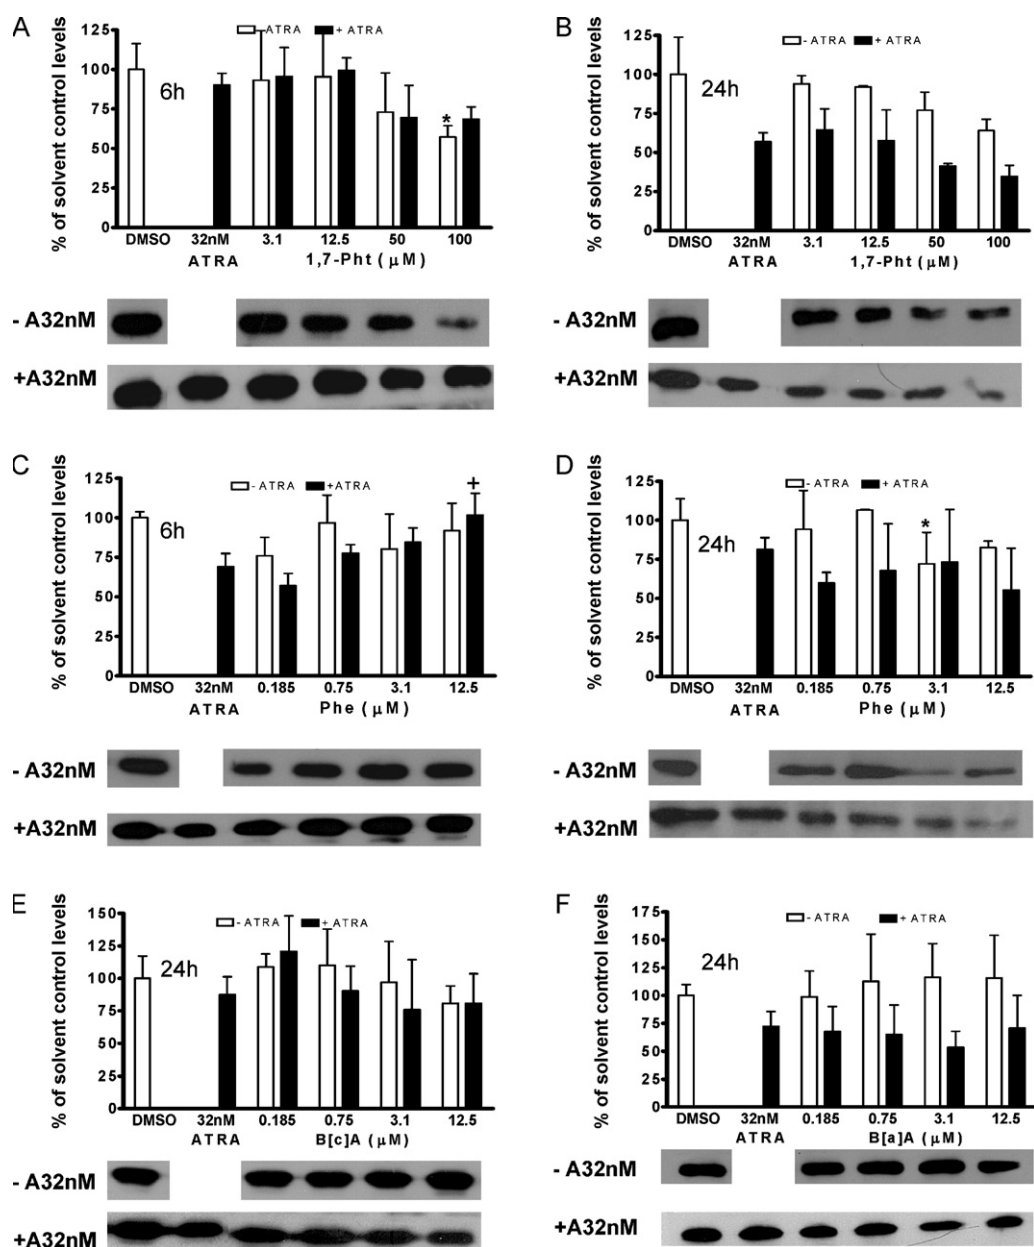 A
% of solvent control levels
125
100
75
50
25
0
- ATRA + ATRA
6h
*
DMSO 32nM 3.1 12.5 50 100
ATRA 1,7-Pht (μM)
- A32nM
+A32nM
B
% of solvent control levels
125
100
75
50
25
0
- ATRA + ATRA
24h
DMSO 32nM 3.1 12.5 50 100
ATRA 1,7-Pht (μM)
- A32nM
+A32nM
C
% of solvent control levels
125
100
75
50
25
0
- ATRA +ATRA
6h
+
DMSO 32nM 0.185 0.75 3.1 12.5
ATRA Phe (μM)
- A32nM
+A32nM
D
% of solvent control levels
125
100
75
50
25
0
- ATRA + ATRA
24h
*
DMSO 32nM 0.185 0.75 3.1 12.5
ATRA Phe (μM)
- A32nM
+A32nM
E
% of solvent control levels
150
125
100
75
50
25
0
- ATRA + ATRA
24h
DMSO 32nM 0.185 0.75 3.1 12.5
ATRA B[c]A (μM)
- A32nM
+A32nM
F
% of solvent control levels
175
150
125
100
75
50
25
0
- ATRA + ATRA
24h
DMSO 32nM 0.185 0.75 3.1 12.5
ATRA B[a]A (μM)
- A32nM
+A32nM